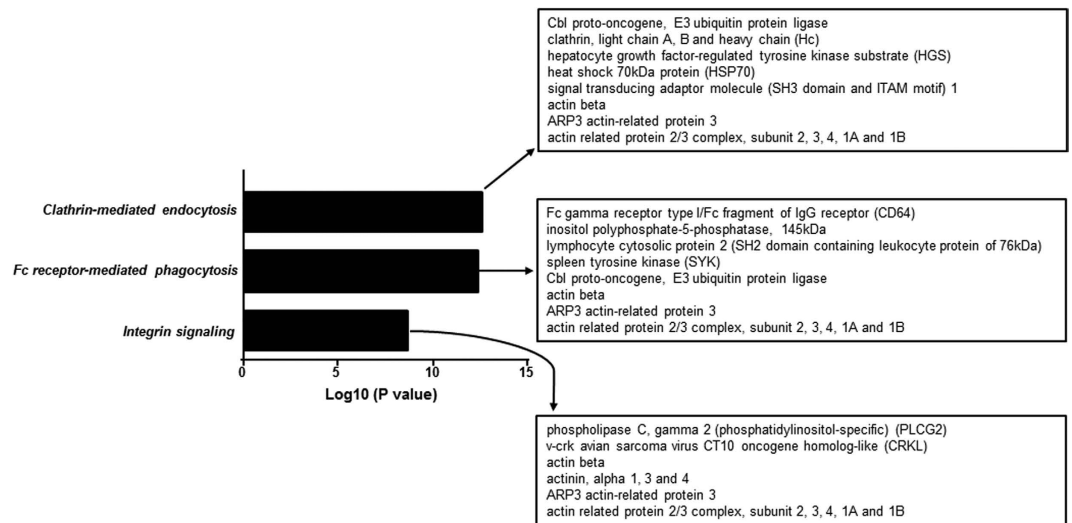 Cbl proto-oncogene, E3 ubiquitin protein ligase
clathrin, light chain A, B and heavy chain (Hc)
hepatocyte growth factor-regulated tyrosine kinase substrate (HGS)
heat shock 70kDa protein (HSP70)
signal transducing adaptor molecule (SH3 domain and ITAM motif) 1
actin beta
ARP3 actin-related protein 3
actin related protein 2/3 complex, subunit 2, 3, 4, 1A and 1B
Clathrin-mediated endocytosis
Fc receptor-mediated phagocytosis
Integrin signaling
0 5 10 15
Log10 (P value)
Fc gamma receptor type I/Fc fragment of IgG receptor (CD64)
inositol polyphosphate-5-phosphatase, 145kDa
lymphocyte cytosolic protein 2 (SH2 domain containing leukocyte protein of 76kDa)
spleen tyrosine kinase (SYK)
Cbl proto-oncogene, E3 ubiquitin protein ligase
actin beta
ARP3 actin-related protein 3
actin related protein 2/3 complex, subunit 2, 3, 4, 1A and 1B
phospholipase C, gamma 2 (phosphatidylinositol-specific) (PLCG2)
v-crk avian sarcoma virus CT10 oncogene homolog-like (CRKL)
actin beta
actinin, alpha 1, 3 and 4
ARP3 actin-related protein 3
actin related protein 2/3 complex, subunit 2, 3, 4, 1A and 1B